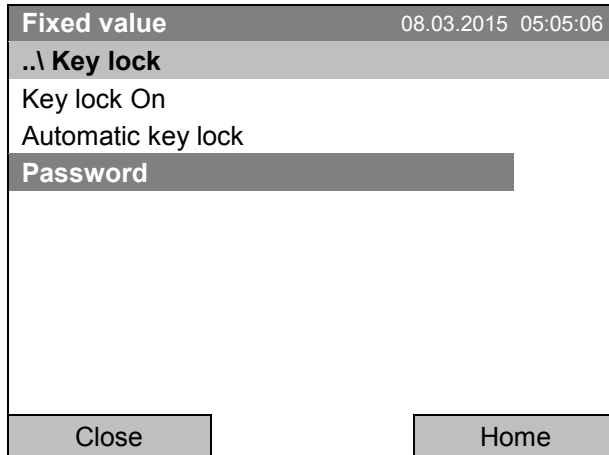 Fixed value 08.03.2015 05:05:06
..\ Key lock
Key lock On
Automatic key lock
Password
Close Home